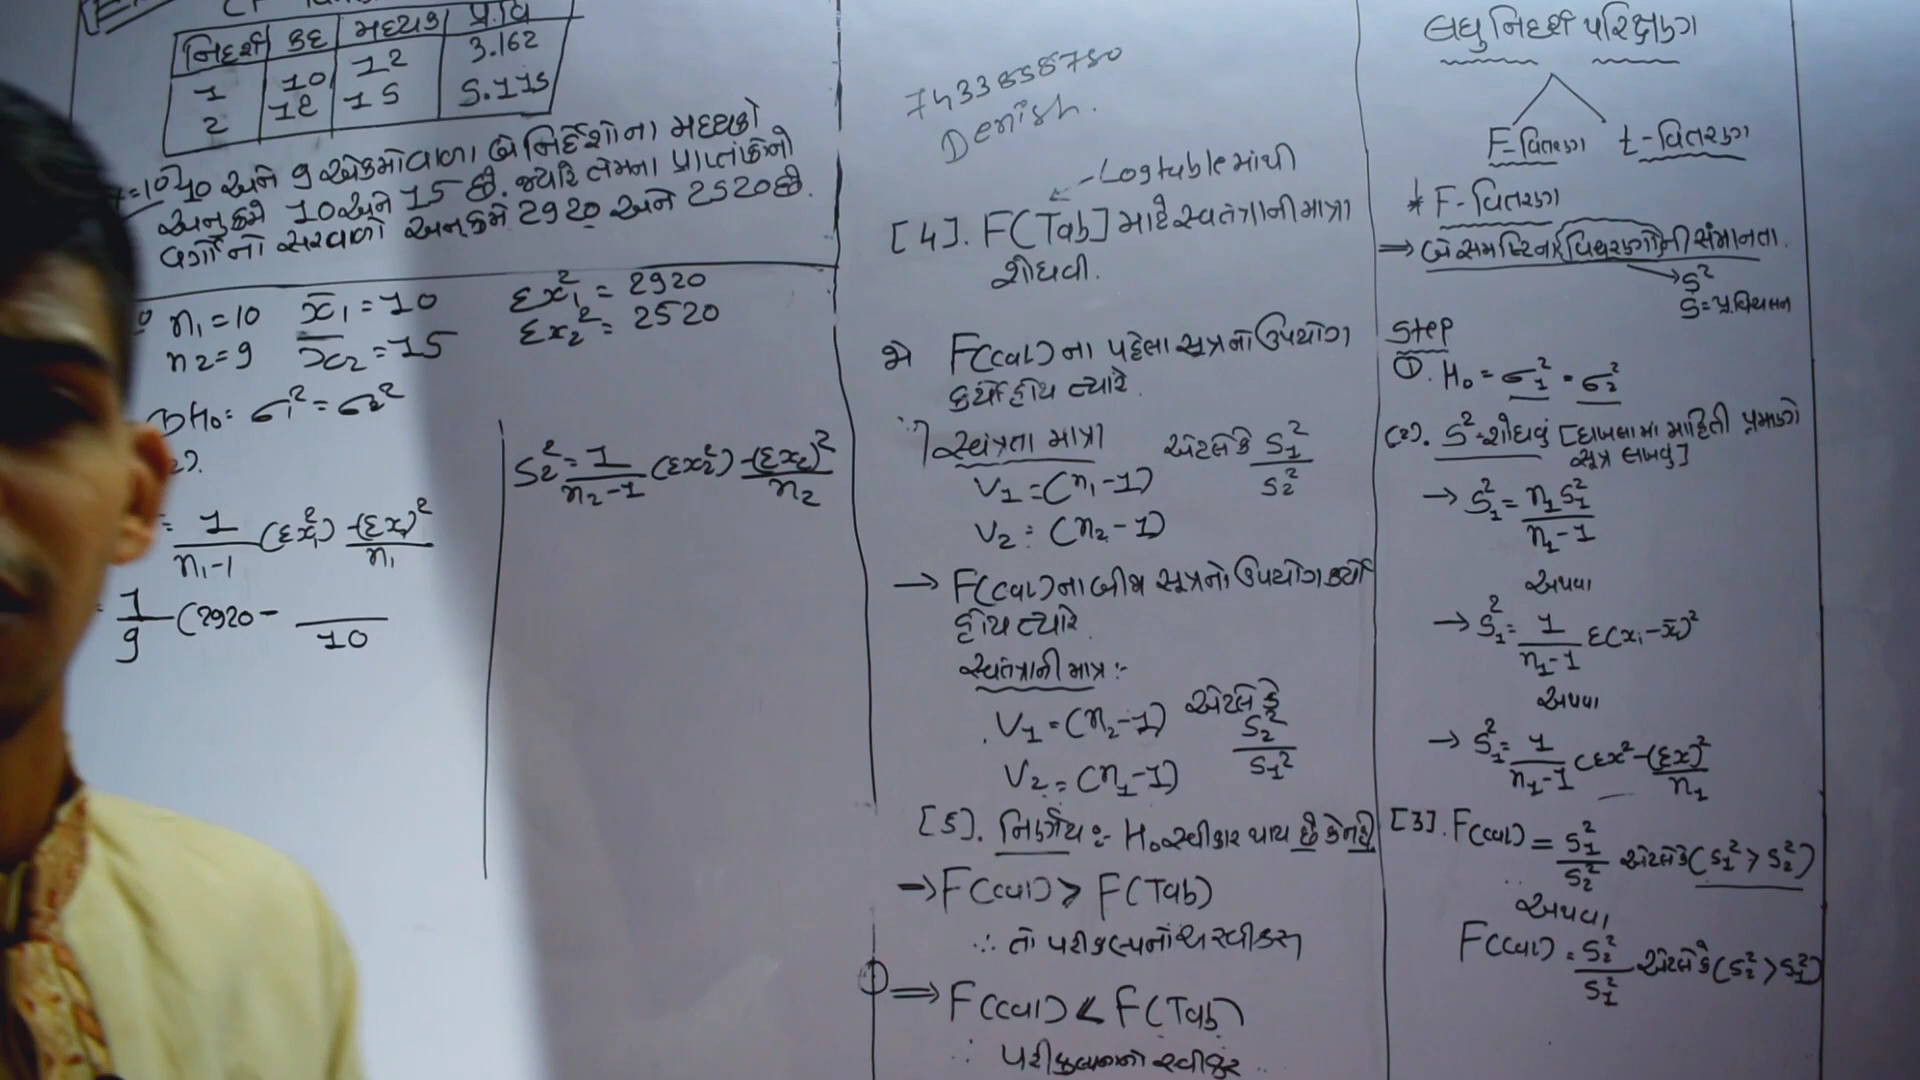 નિદર્શ કદ મધ્યક પ્ર.વિ
1 10 12 3.162
2 12 15 5.115
10 અને 9 એકમોવાળા બે નિર્દેશોના મધ્યકો
અનુક્રમે 10 અને 15 છે. જ્યારે તેમના પ્રાપ્તાંકોનો
વર્ગોનો સરવાળો અનુક્રમે 2920 અને 2520 છે.
n₁=10 x̄₁=10 Σx₁²=2920
n2=9 x̄₂=15 Σx₂²=2520
H₀: σ₁²=σ₂²
2).
= 1/(n₁-1) (Σx₁²) -(Σx₁)²/n₁
= 1/9 (2920 - /10
S₂² = 1/(n₂-1) (Σx₂²) -(Σx₂)²/n₂
7433858780
Denish.
Logtableમાંથી
[4]. F(Tab] માટે સ્વતંત્રાની માત્રા
શોધવી.
જો F(cal) ના પહેલા સૂત્રનો ઉપયોગ
કર્યો હોય ત્યારે.
સ્વતંત્રતા માત્રા એટલે કે S₁²/S₂²
V₁ = (n₁-1)
V₂ = (n₂-1)
→ F(cal) ના બીજા સૂત્રનો ઉપયોગ કર્યો
હોય ત્યારે.
સ્વતંત્રાની માત્ર :-
V₁ = (n₂-1) એટલે કે S₂²/S₁²
V₂ = (n₁-1)
[5]. નિર્ણય :- H₀ સ્વીકાર થાય છે કે નહી
→ F(cal) > F(Tab)
∴ તો પરીકલ્પનાનો અસ્વીકાર
⇒ F(cal) < F(Tab)
∴ પરીકલ્પનાનો સ્વીકાર
લઘુ નિદર્શ પરિક્ષણ
F-વિતરણ t-વિતરણ
* F-વિતરણ
⇒ બે સમષ્ટિના વિચરણોની સંમાનતા.
S²
S = પ્ર.વિચલન
Step
①. H₀ = σ₁² = σ₂²
(2). S² શોધવું [દાખલામાં માહિતી પ્રમાણે
સૂત્ર લખવું]
→ S₁² = n₁S₁²/(n₁-1)
અથવા
→ S₁² = 1/(n₁-1) Σ(xᵢ-x̄)²
અથવા
→ S₁² = 1/(n₁-1) (Σx²-(Σx)²/n₁
[3]. F(cal) = S₁²/S₂² એટલેકે (S₁² > S₂²)
અથવા
F(cal) = S₂²/S₁² એટલેકે (S₂² > S₁²)